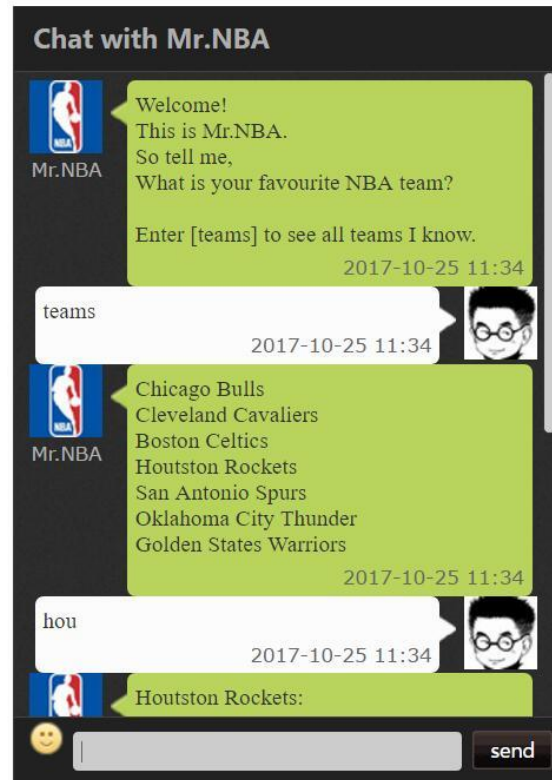 Chat with Mr.NBA
Welcome!
This is Mr.NBA.
So tell me,
What is your favourite NBA team?
Enter [teams] to see all teams I know.
2017-10-25 11:34
NBA
Mr.NBA
teams
2017-10-25 11:34
Chicago Bulls
Cleveland Cavaliers
Boston Celtics
Houtston Rockets
San Antonio Spurs
Oklahoma City Thunder
Golden States Warriors
2017-10-25 11:34
NBA
Mr.NBA
hou
2017-10-25 11:34
Houtston Rockets:
send